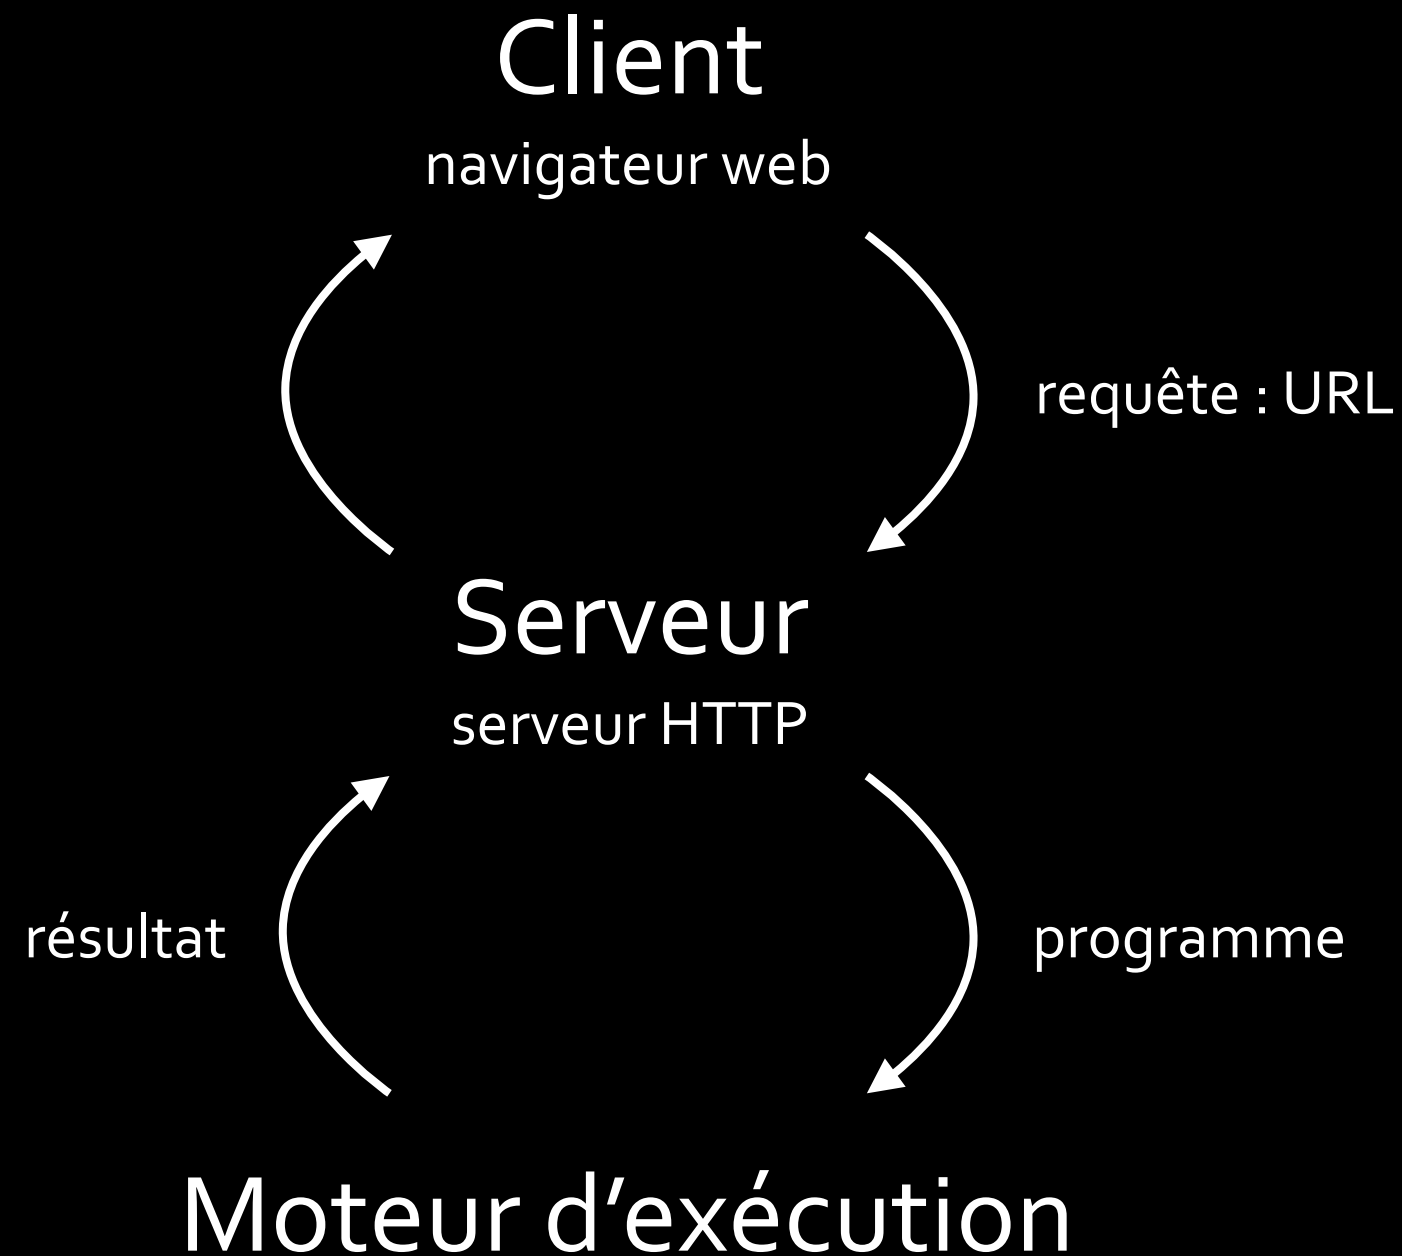 Client
navigateur web
requête : URL
Serveur
serveur HTTP
résultat
programme
Moteur d’exécution